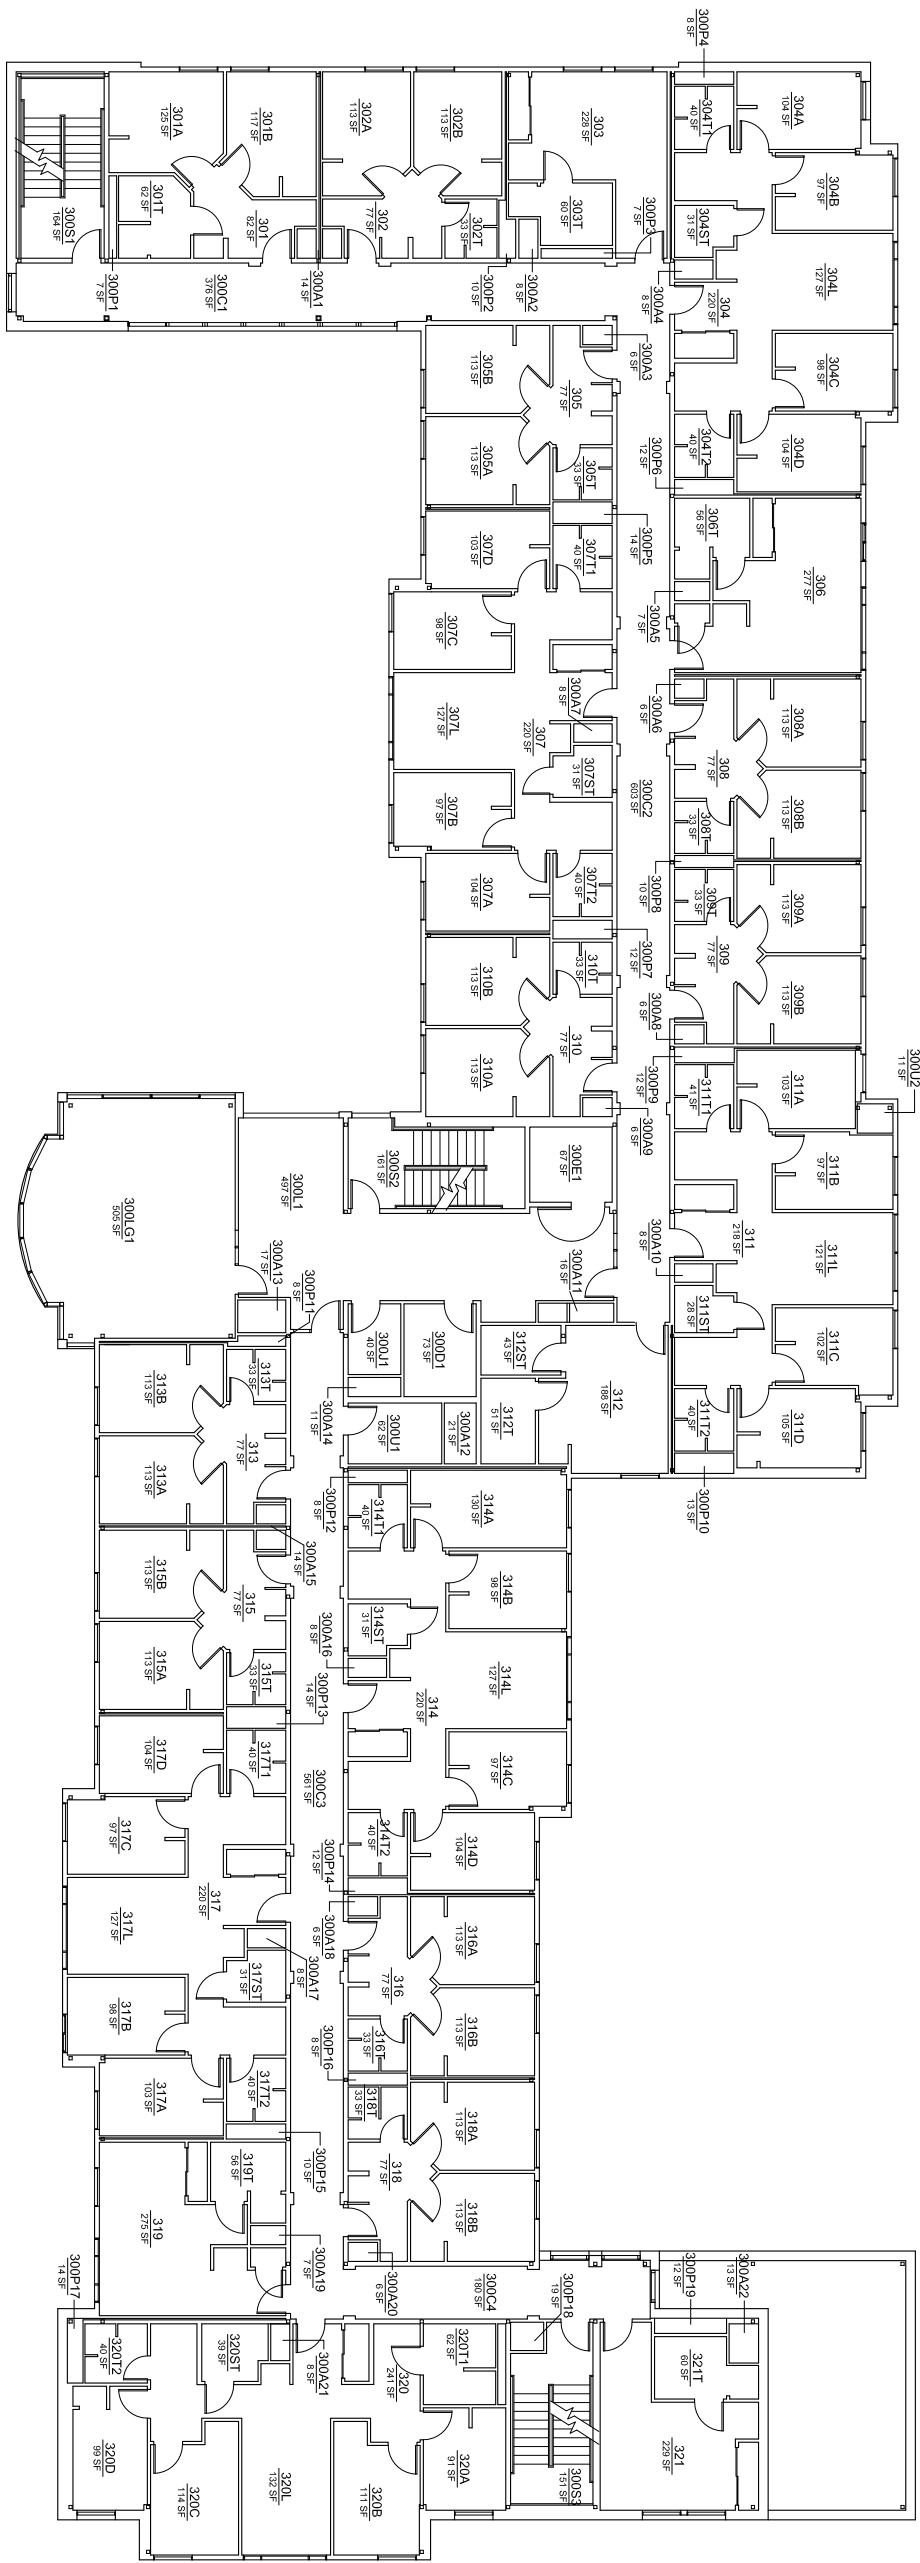 300P4
8 SF
304A
104 SF
304T1
40 SF
304B
97 SF
304ST
31 SF
304L
127 SF
304
220 SF
300A4
8 SF
304C
98 SF
304D
104 SF
304T2
40 SF
300P6
12 SF
301A
125 SF
301B
117 SF
302A
113 SF
302B
113 SF
303
228 SF
303T
60 SF
300P3
7 SF
300S1
164 SF
301T
62 SF
301
82 SF
302
77 SF
302T
33 SF
300P1
7 SF
300C1
376 SF
300A1
14 SF
300P2
10 SF
300A2
8 SF
300A3
6 SF
305B
113 SF
305
77 SF
305A
113 SF
305T
33 SF
300P5
14 SF
306T
56 SF
306
277 SF
300A5
7 SF
307D
103 SF
307T1
40 SF
307C
98 SF
300A7
8 SF
307L
127 SF
307
220 SF
307ST
31 SF
307B
97 SF
307A
104 SF
307T2
40 SF
300C2
603 SF
300A6
6 SF
308A
113 SF
308
77 SF
308B
113 SF
308T
33 SF
300P8
10 SF
309A
113 SF
309T
33 SF
309
77 SF
309B
113 SF
300A8
6 SF
300P7
12 SF
310T
33 SF
310B
113 SF
310
77 SF
310A
113 SF
300P9
12 SF
300A9
6 SF
300U2
11 SF
311A
103 SF
311T1
41 SF
311B
97 SF
311
218 SF
311L
121 SF
300A10
8 SF
311ST
28 SF
311C
102 SF
311D
105 SF
311T2
40 SF
300P10
13 SF
300E1
67 SF
300S2
161 SF
300L1
497 SF
300LG1
505 SF
300A13
17 SF
300P11
8 SF
300A11
16 SF
300J1
40 SF
300D1
73 SF
312ST
43 SF
312
188 SF
312T
51 SF
300A14
11 SF
300U1
62 SF
300A12
21 SF
313B
113 SF
313T
33 SF
313
77 SF
313A
113 SF
300P12
8 SF
300A15
14 SF
314A
130 SF
314T1
40 SF
314B
98 SF
314ST
31 SF
300A16
8 SF
314L
127 SF
314
220 SF
314C
97 SF
314D
104 SF
314T2
40 SF
300P14
12 SF
315B
113 SF
315
77 SF
315A
113 SF
315T
33 SF
300P13
14 SF
300C3
561 SF
317D
104 SF
317T1
40 SF
317C
97 SF
317
220 SF
317L
127 SF
317ST
31 SF
300A17
8 SF
317B
98 SF
317A
103 SF
317T2
40 SF
300P15
10 SF
300A18
6 SF
316A
113 SF
316
77 SF
316B
113 SF
316T
33 SF
300P16
8 SF
318T
33 SF
318A
113 SF
318
77 SF
318B
113 SF
319T
56 SF
319
275 SF
300A19
7 SF
300A20
6 SF
300C4
180 SF
300P18
19 SF
300P17
14 SF
300P19
12 SF
300A22
13 SF
321T
60 SF
321
229 SF
300S3
151 SF
320T2
40 SF
320ST
39 SF
300A21
8 SF
320
241 SF
320T1
62 SF
320A
91 SF
320B
111 SF
320L
132 SF
320C
114 SF
320D
99 SF